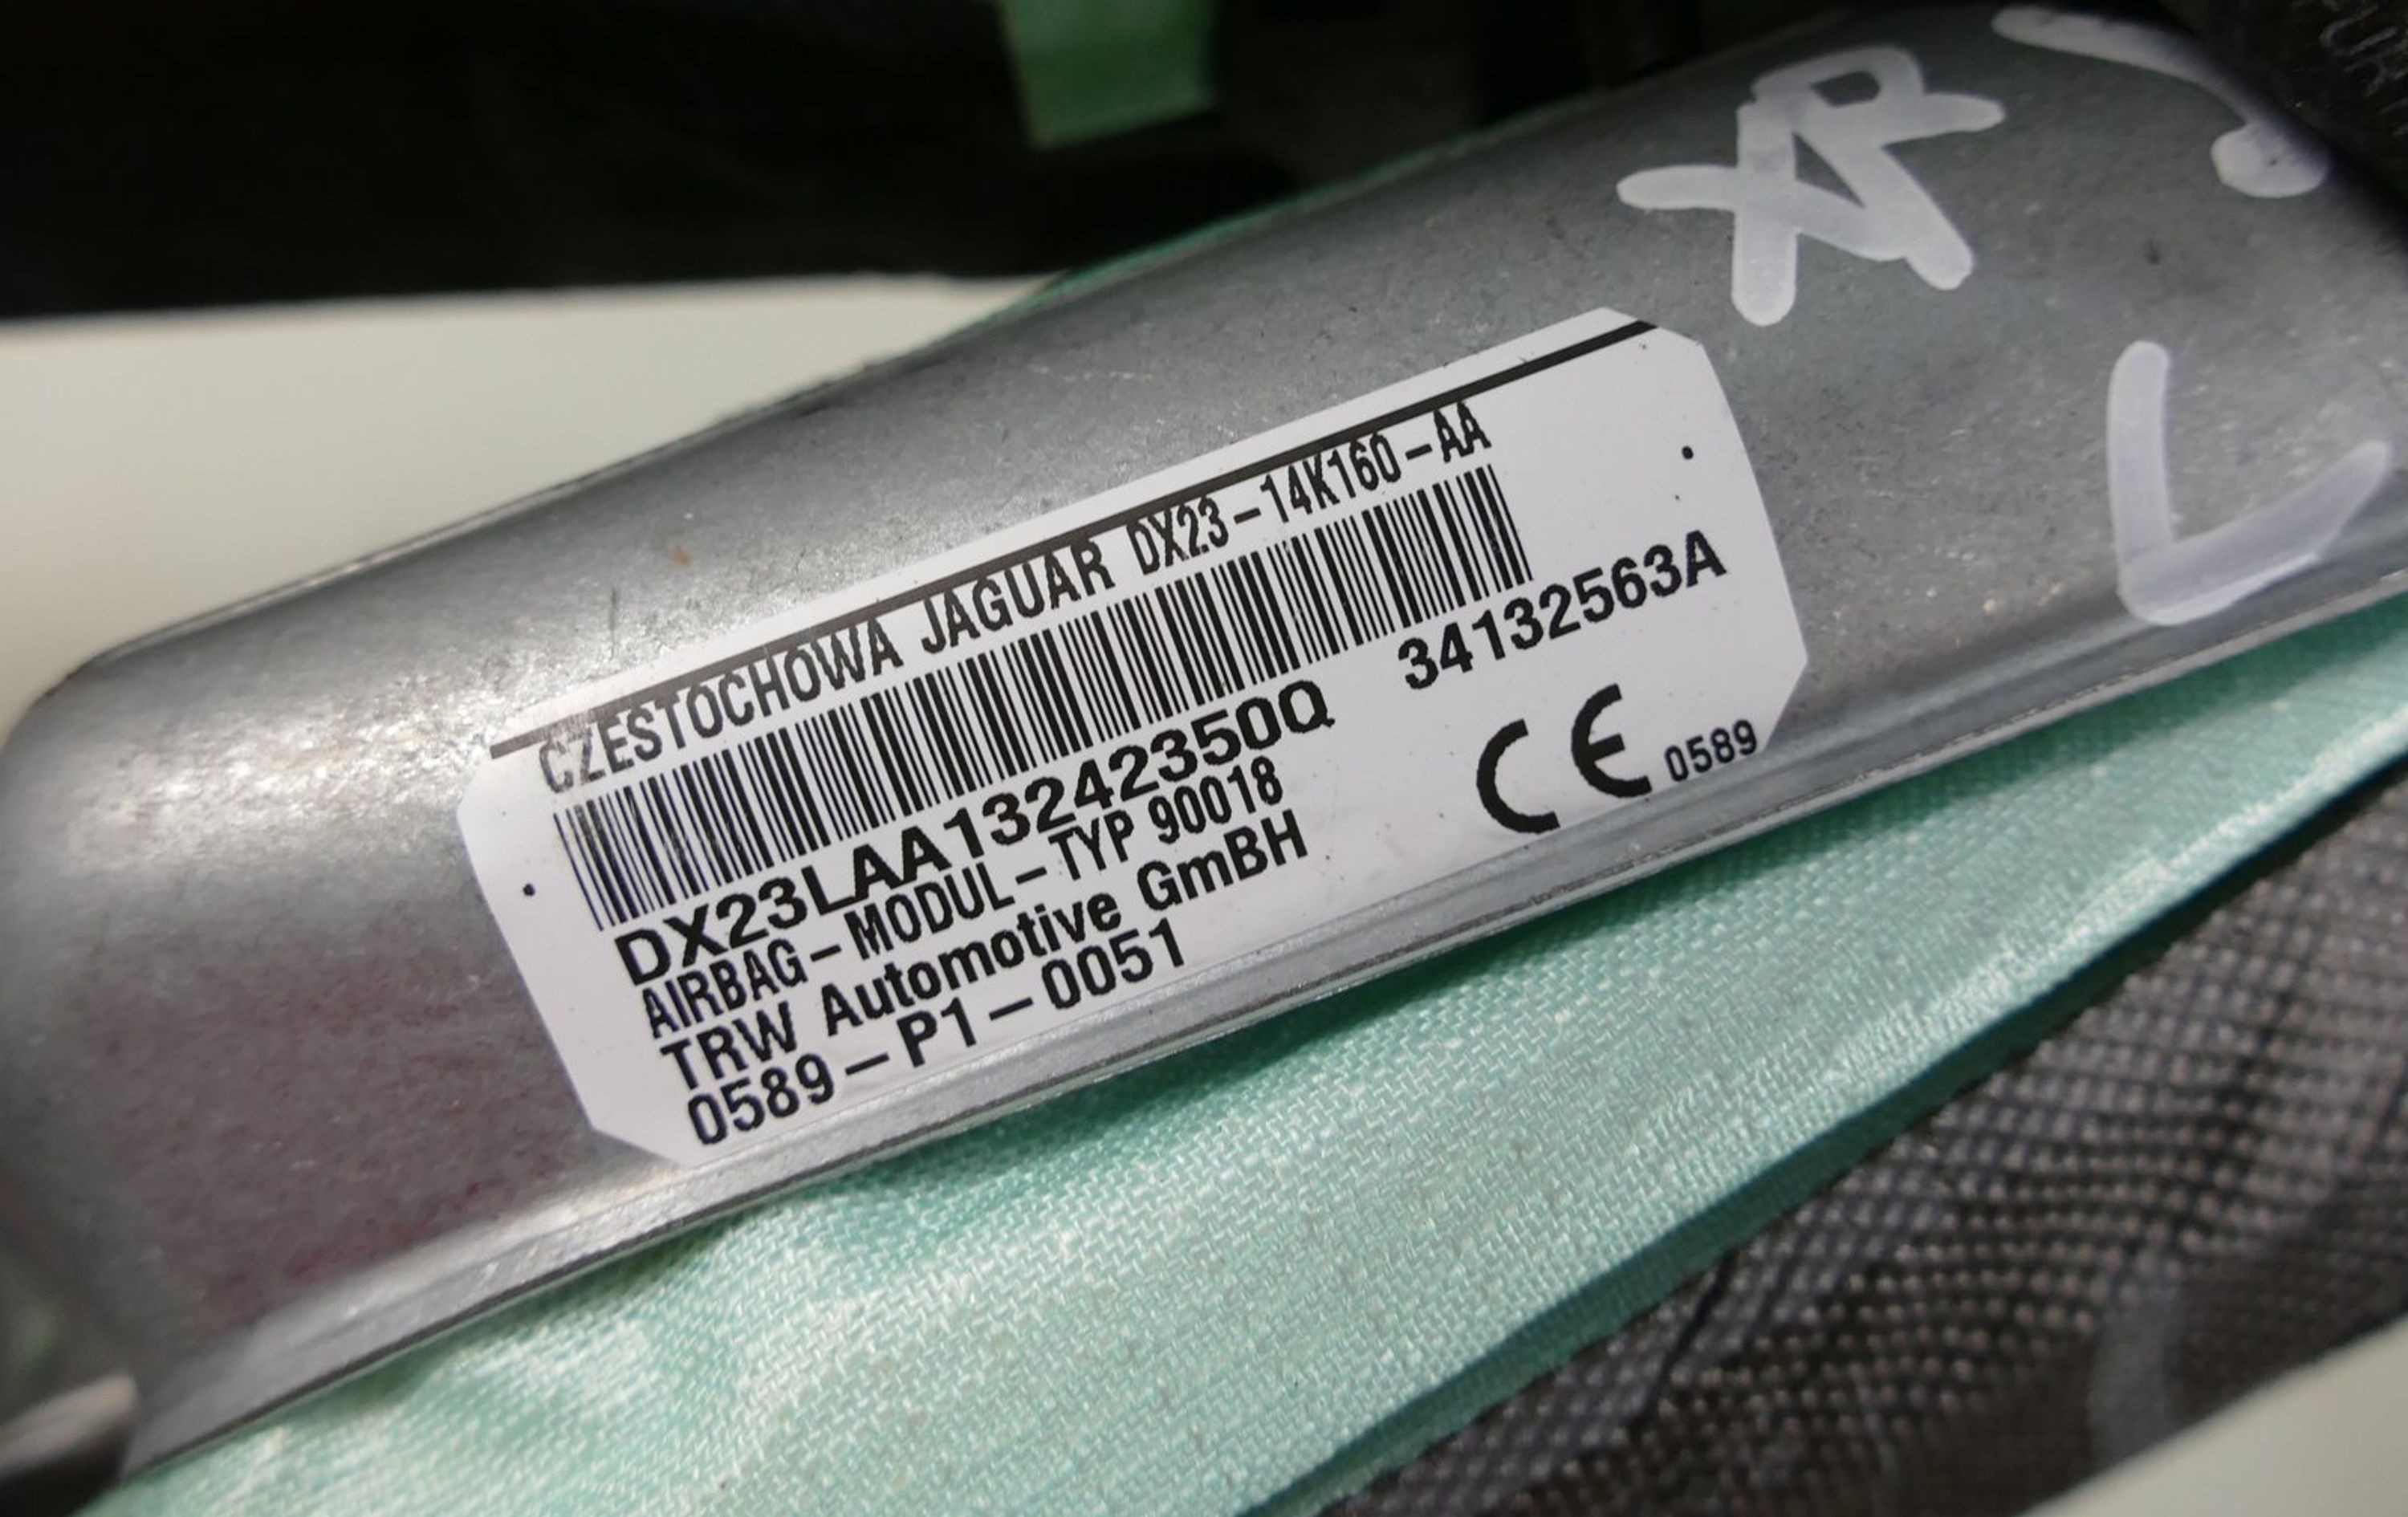 XR
L
CZESTOCHOWA JAGUAR DX23-14K160-AA
DX23LAA13242350Q 34132563A
AIRBAG-MODUL-TYP 90018
TRW Automotive GmBH
0589-P1-0051
CE 0589